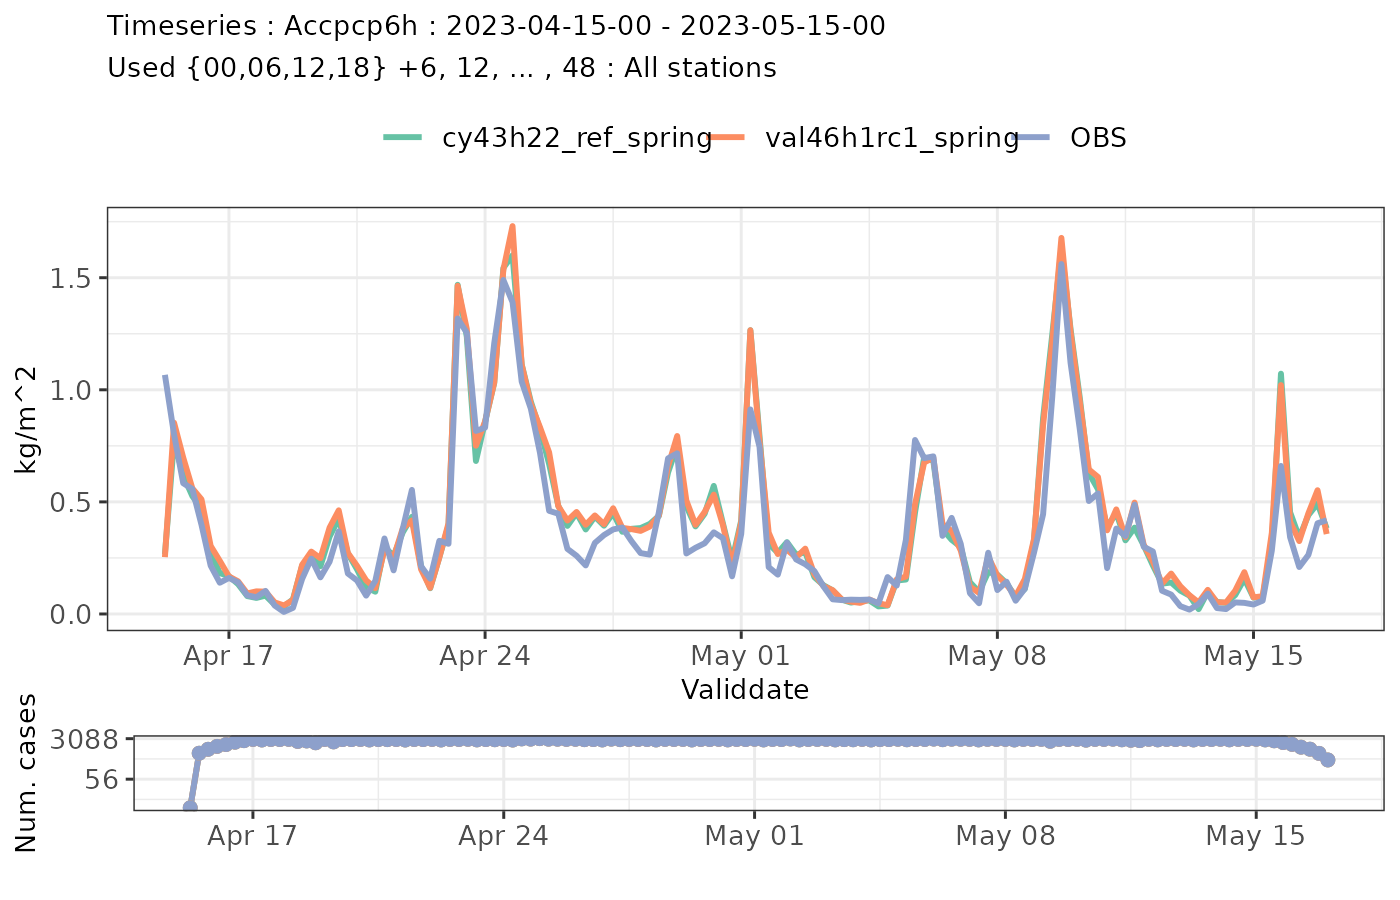 Timeseries : Accpcp6h : 2023-04-15-00 - 2023-05-15-00
Used {00,06,12,18} +6, 12, ... , 48 : All stations
cy43h22_ref_spring val46h1rc1_spring OBS
kg/m^2
1.5
1.0
0.5
0.0
Apr 17 Apr 24 May 01 May 08 May 15
Validdate
Num. cases
3088
56
Apr 17 Apr 24 May 01 May 08 May 15